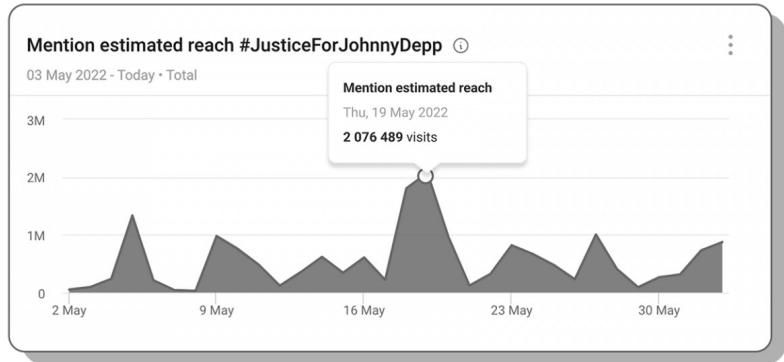 Mention estimated reach #JusticeForJohnnyDepp
03 May 2022 - Today • Total
Mention estimated reach
Thu, 19 May 2022
2 076 489 visits
3M
2M
1M
0
2 May
9 May
16 May
23 May
30 May